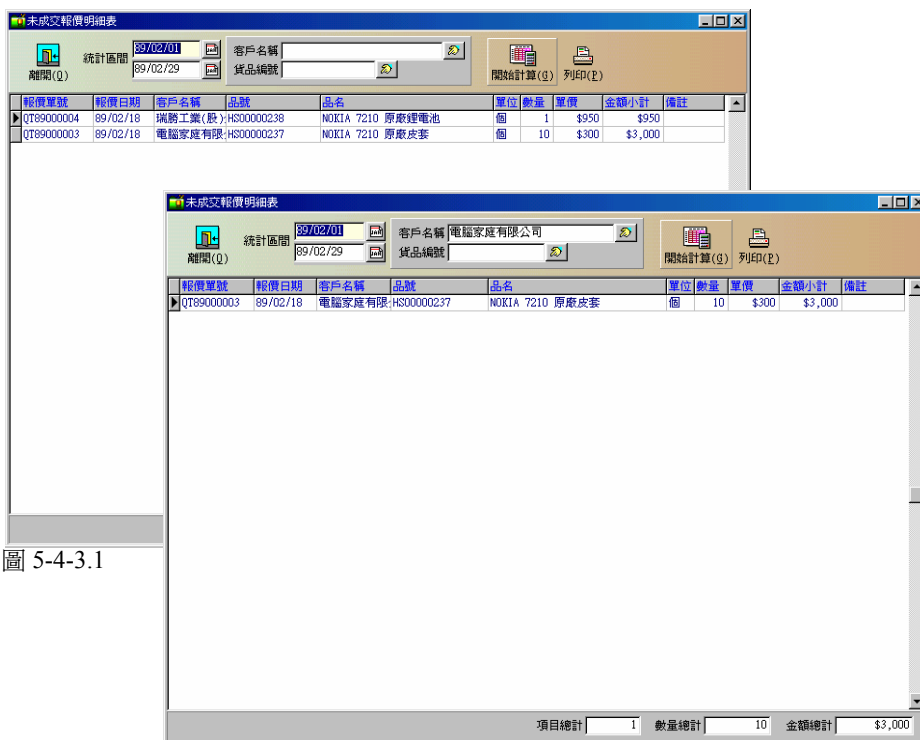 未成交報價明細表
離開(Q) 統計區間 89/02/01 89/02/29 客戶名稱 貨品編號 開始計算(G) 列印(P)
報價單號 報價日期 客戶名稱 品號 品名 單位 數量 單價 金額小計 備註
QT89000004 89/02/18 瑞勝工業(股) HS00000238 NOKIA 7210 原廠鋰電池 個 1 $950 $950
QT89000003 89/02/18 電腦家庭有限 HS00000237 NOKIA 7210 原廠皮套 個 10 $300 $3,000
未成交報價明細表
離開(Q) 統計區間 89/02/01 89/02/29 客戶名稱 電腦家庭有限公司 貨品編號 開始計算(G) 列印(P)
報價單號 報價日期 客戶名稱 品號 品名 單位 數量 單價 金額小計 備註
QT89000003 89/02/18 電腦家庭有限 HS00000237 NOKIA 7210 原廠皮套 個 10 $300 $3,000
項目總計 1 數量總計 10 金額總計 $3,000
圖 5-4-3.1